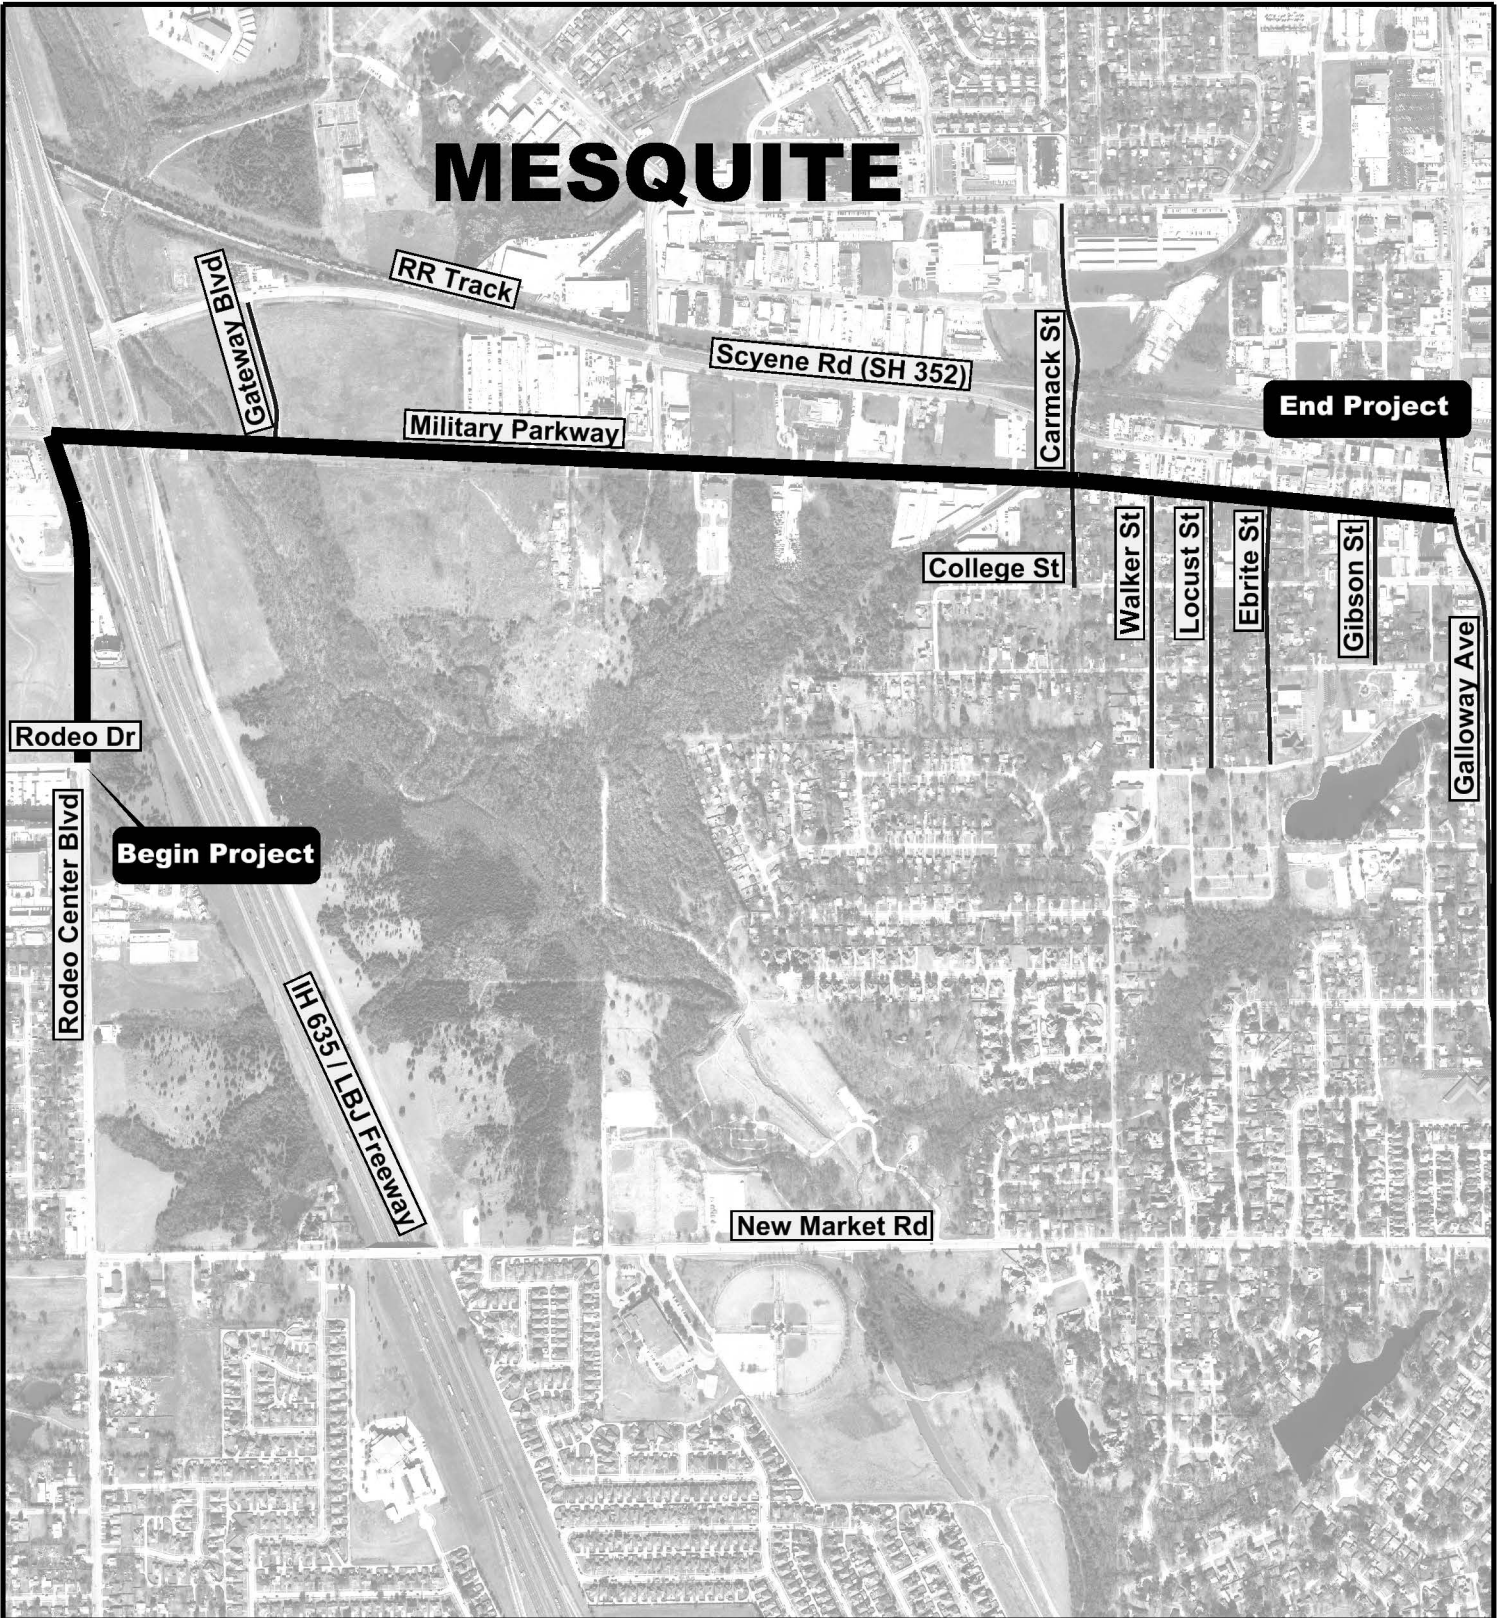 MESQUITE
RR Track
Gateway Blvd
Scyene Rd (SH 352)
Carmack St
Military Parkway
End Project
College St
Walker St
Locust St
Ebrite St
Gibson St
Galloway Ave
Rodeo Dr
Begin Project
Rodeo Center Blvd
IH 635 / LBJ Freeway
New Market Rd